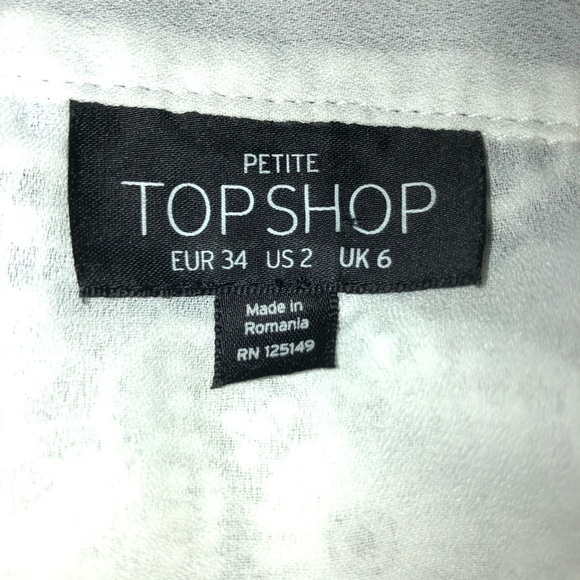 PETITE
TOPSHOP
EUR 34 US 2 UK 6
Made in
Romania
RN 125149